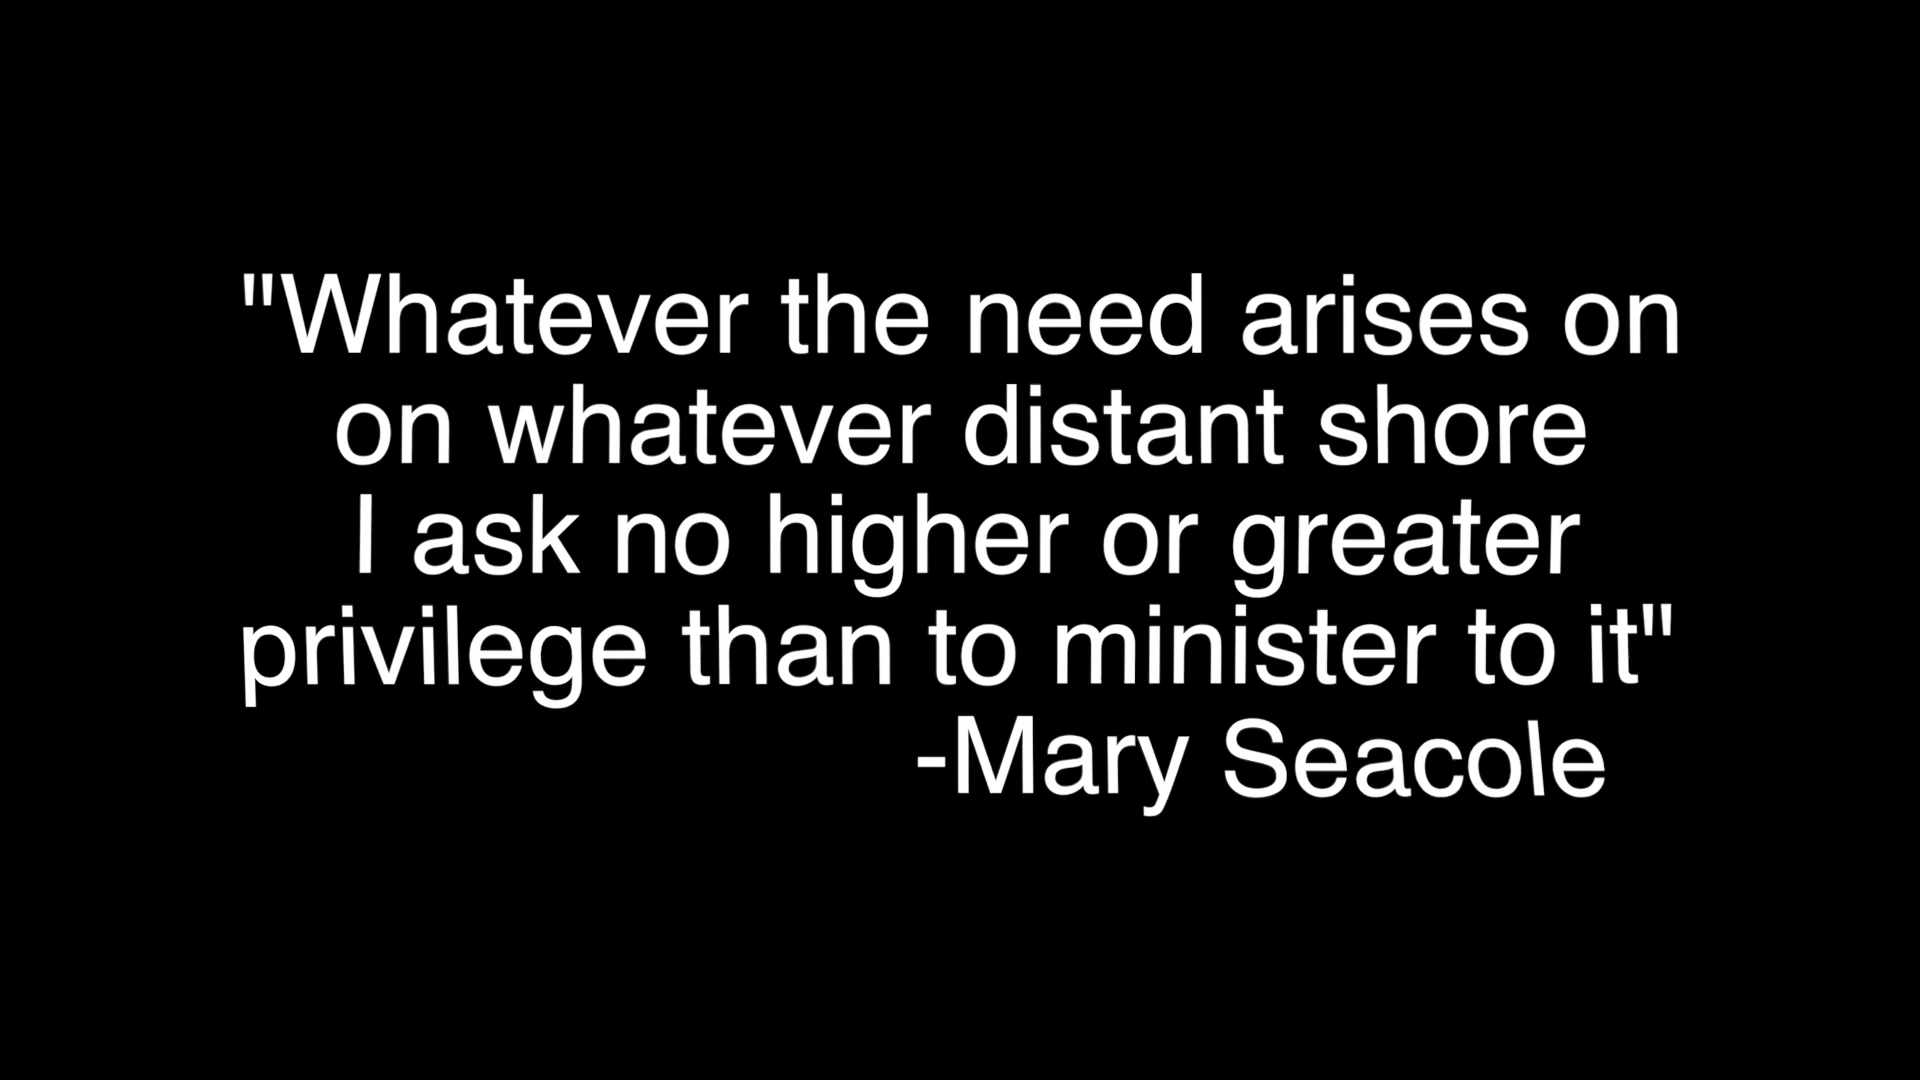 "Whatever the need arises on
on whatever distant shore
I ask no higher or greater
privilege than to minister to it"
-Mary Seacole